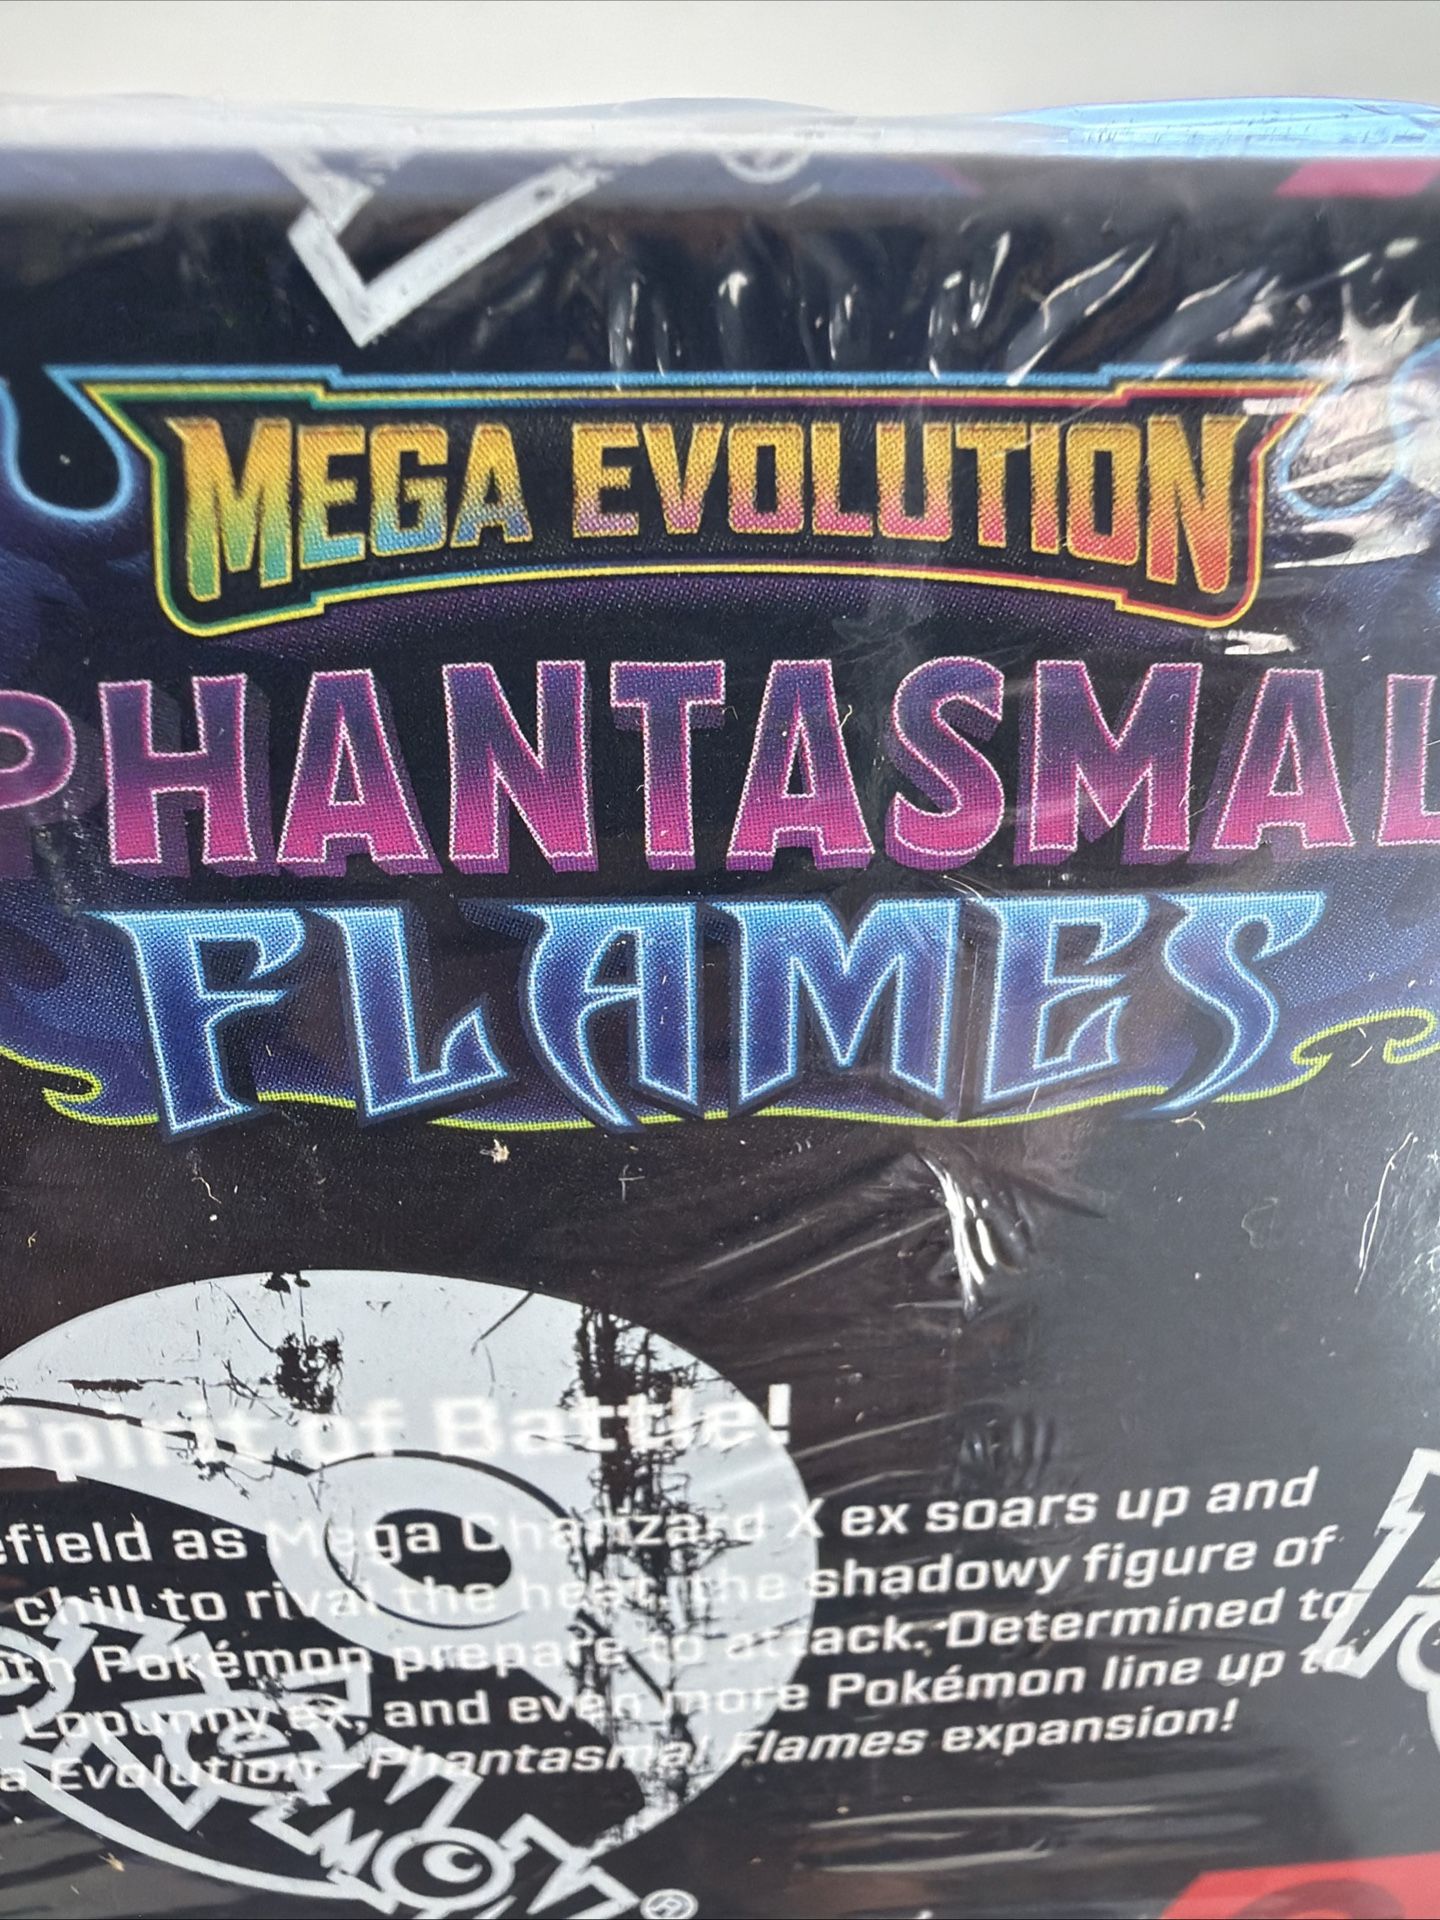 MEGA EVOLUTION
PHANTASMAL
FLAMES
Spirit of Battle!
efield as Mega Charizard X ex soars up and
chill to rival the heat, the shadowy figure of
oth Pokémon prepare to attack. Determined to
Lopunny ex, and even more Pokémon line up to
a Evolution—Phantasmal Flames expansion!
®